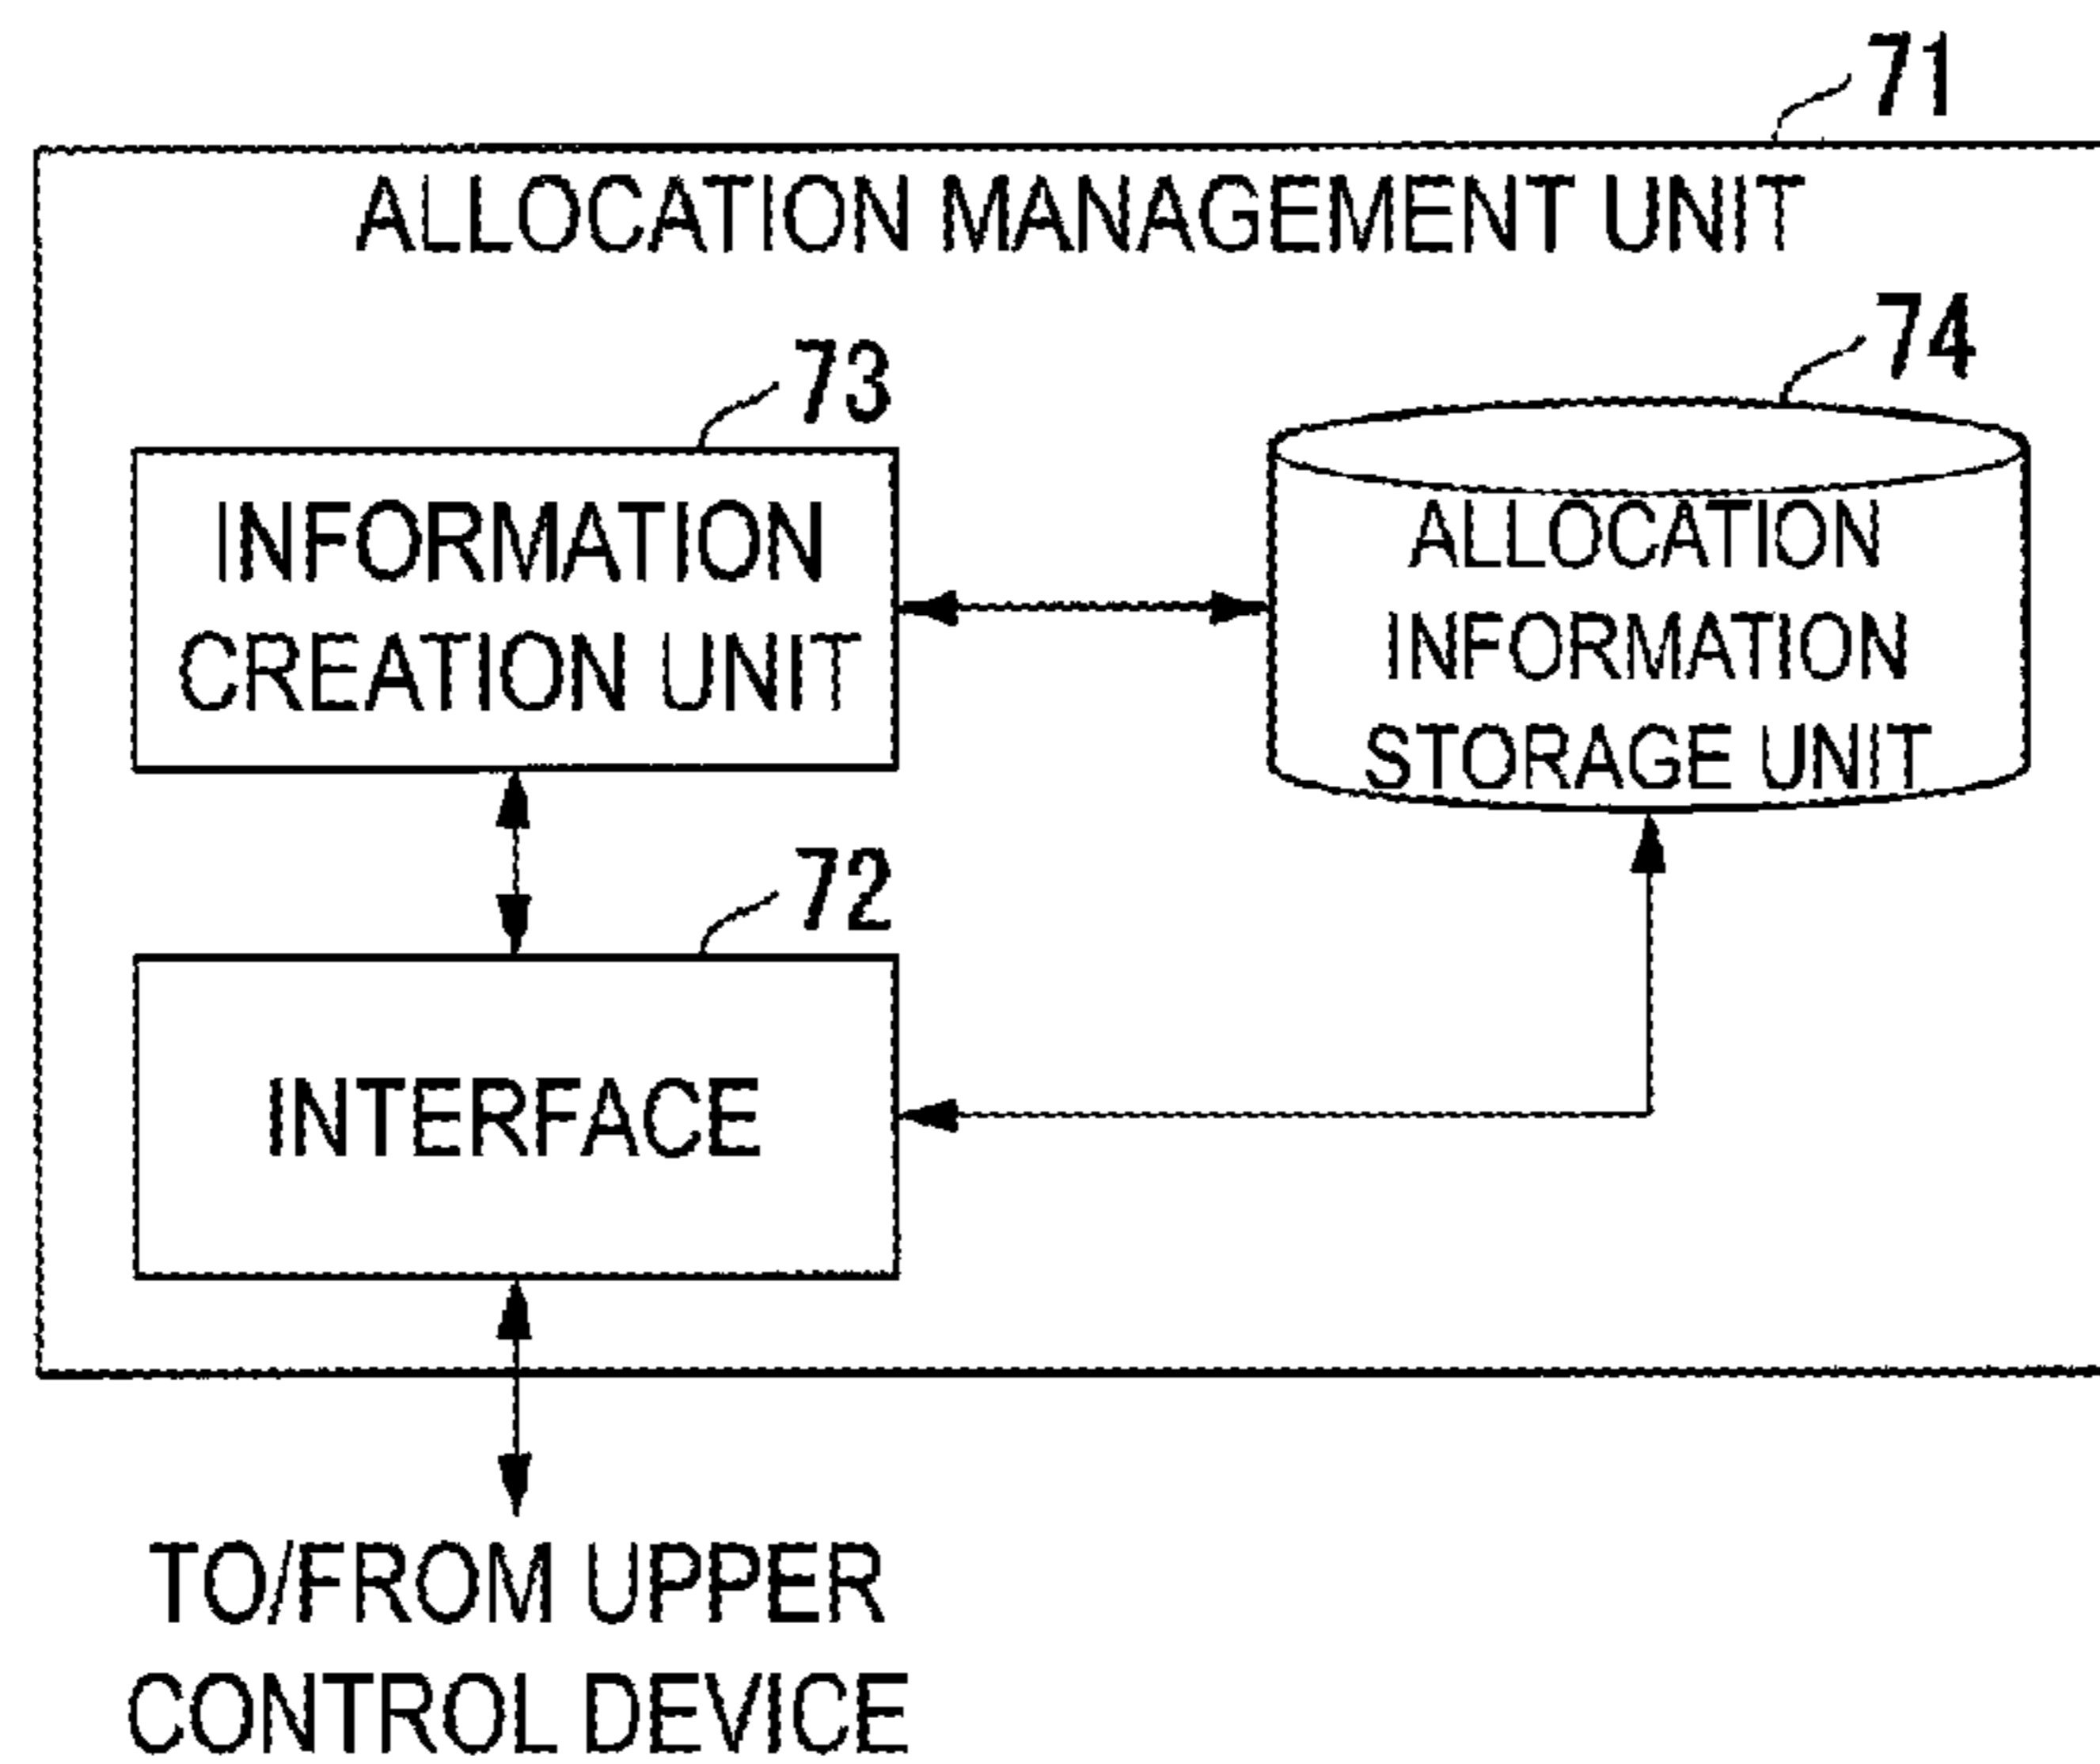 71
ALLOCATION MANAGEMENT UNIT
73
74
INFORMATION
CREATION UNIT
ALLOCATION
INFORMATION
STORAGE UNIT
72
INTERFACE
TO/FROM UPPER
CONTROL DEVICE